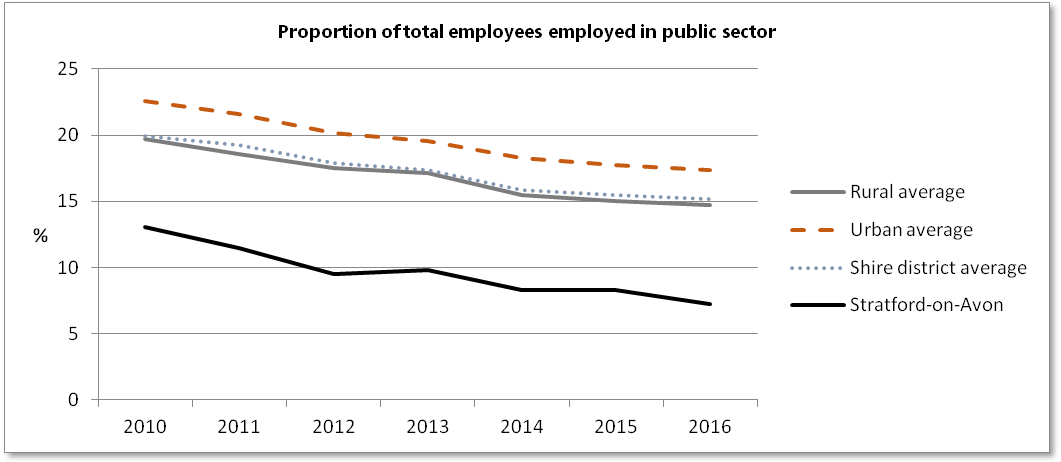 Proportion of total employees employed in public sector
25
20
15
10
5
0
%
2010 2011 2012 2013 2014 2015 2016
Rural average
Urban average
Shire district average
Stratford-on-Avon